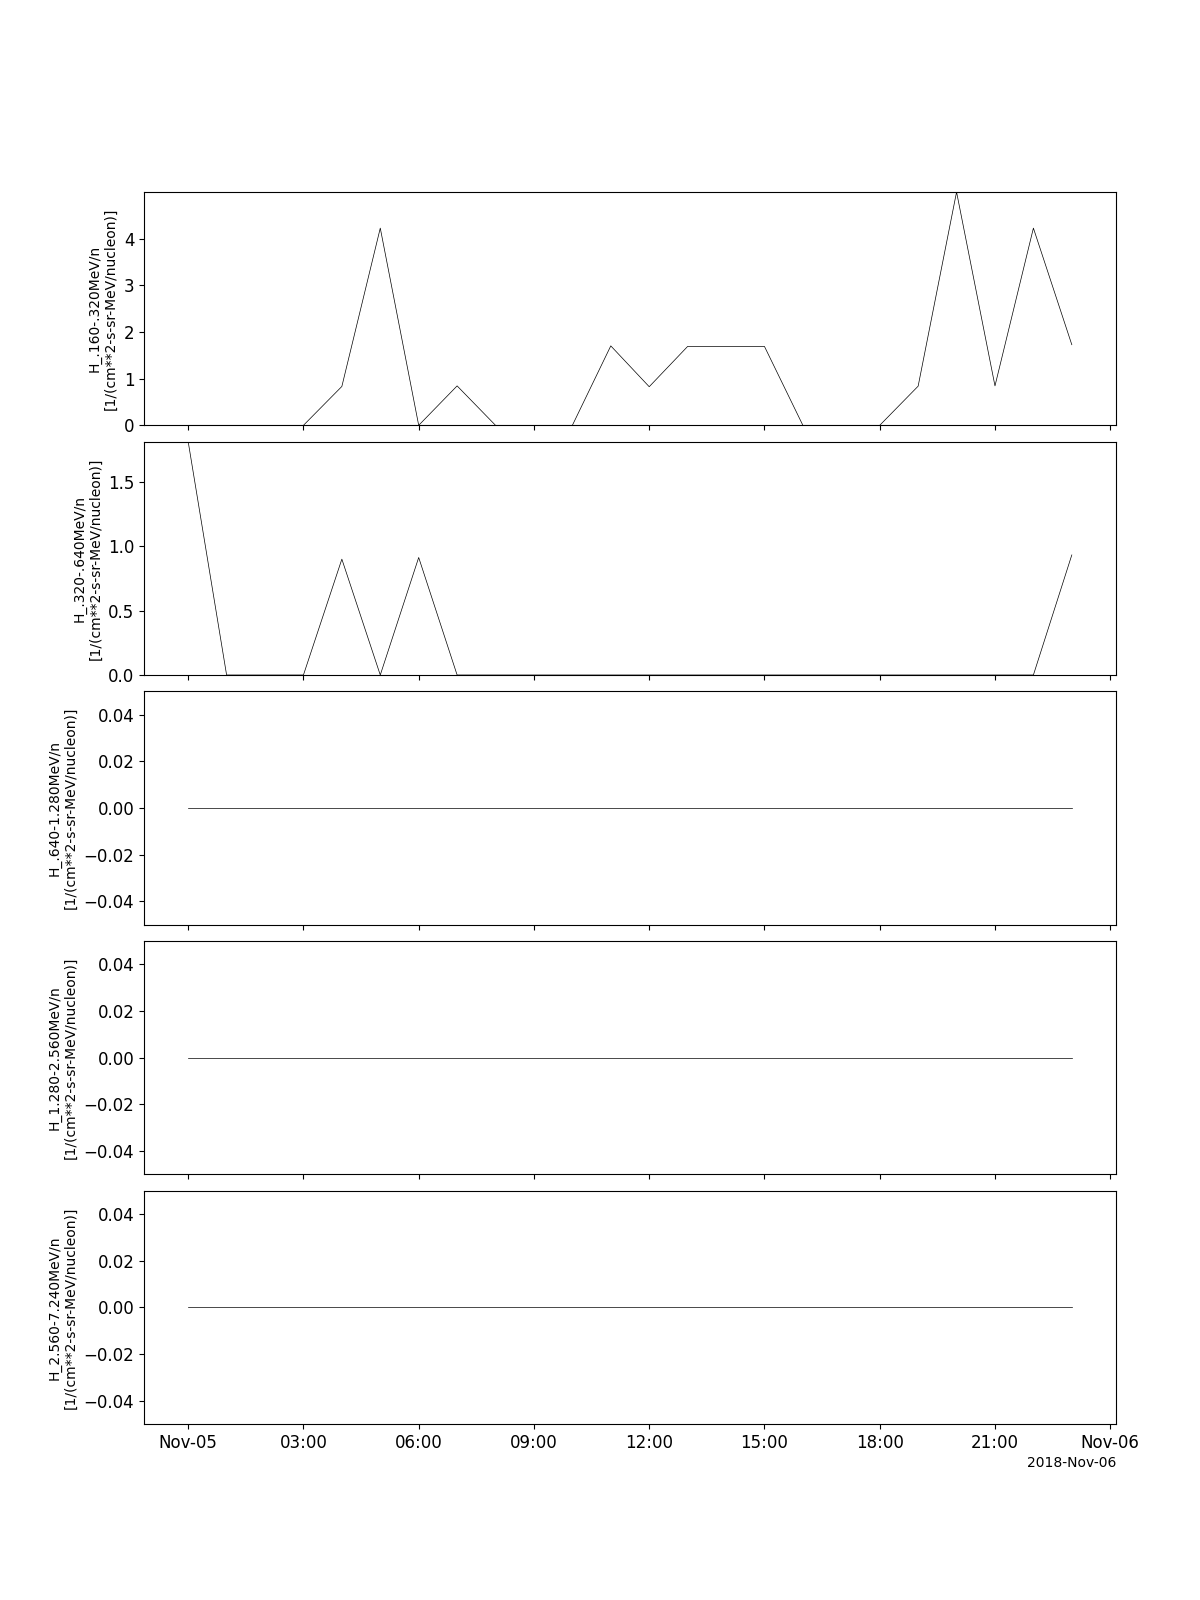 H_.160-.320MeV/n
[1/(cm**2-s-sr-MeV/nucleon)]
4
3
2
1
0
H_.320-.640MeV/n
[1/(cm**2-s-sr-MeV/nucleon)]
1.5
1.0
0.5
0.0
H_.640-1.280MeV/n
[1/(cm**2-s-sr-MeV/nucleon)]
0.04
0.02
0.00
−0.02
−0.04
H_1.280-2.560MeV/n
[1/(cm**2-s-sr-MeV/nucleon)]
0.04
0.02
0.00
−0.02
−0.04
H_2.560-7.240MeV/n
[1/(cm**2-s-sr-MeV/nucleon)]
0.04
0.02
0.00
−0.02
−0.04
Nov-05 03:00 06:00 09:00 12:00 15:00 18:00 21:00 Nov-06
2018-Nov-06